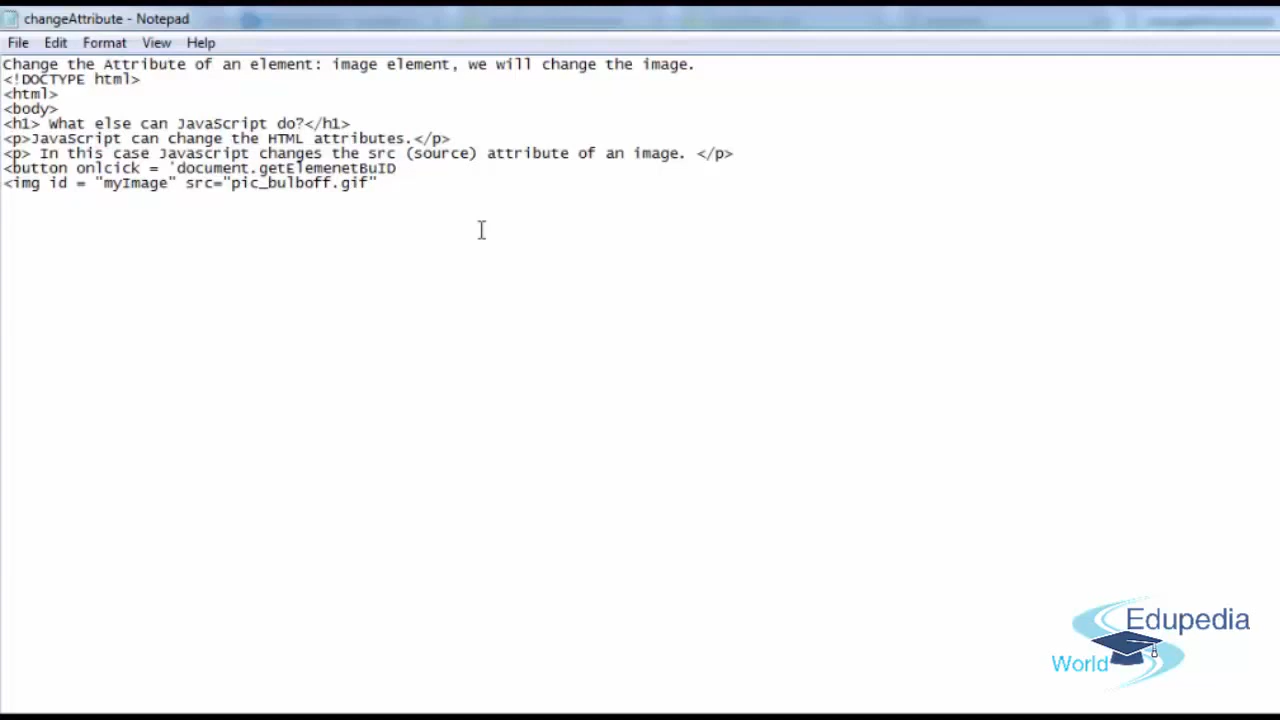 changeAttribute - Notepad
File Edit Format View Help
Change the Attribute of an element: image element, we will change the image.
<!DOCTYPE html>
<html>
<body>
<h1> What else can JavaScript do?</h1>
<p>JavaScript can change the HTML attributes.</p>
<p> In this case Javascript changes the src (source) attribute of an image. </p>
<button onlcick = 'document.getElemenetBuID
<img id = "myImage" src="pic_bulboff.gif"
Edupedia
World